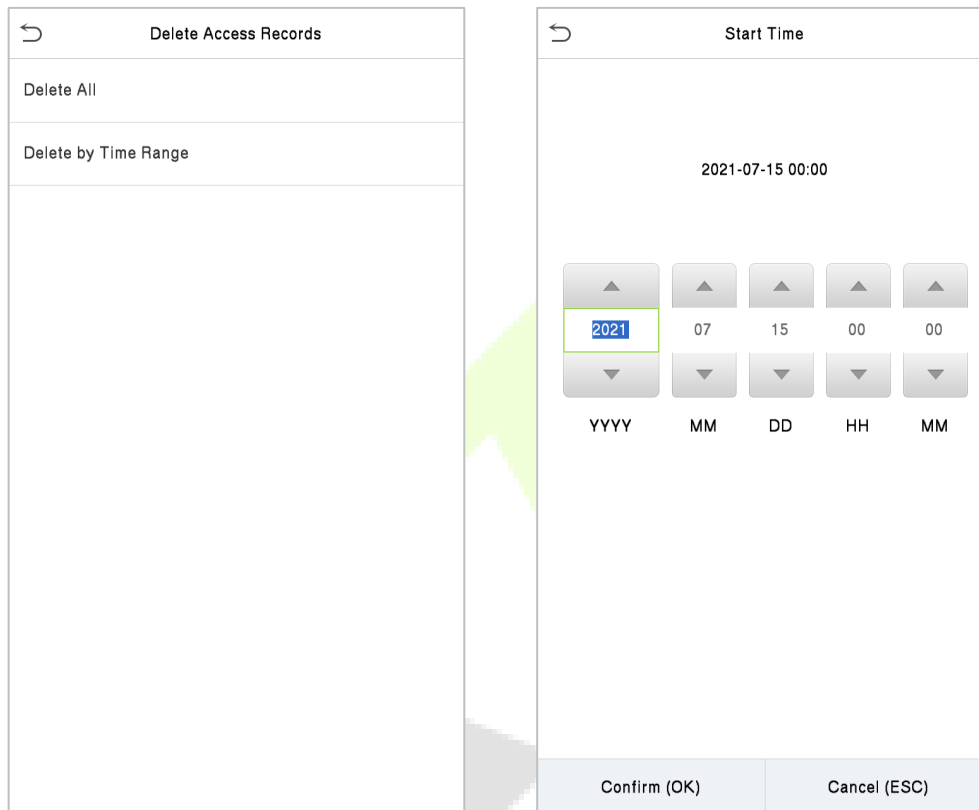 Delete Access Records
Delete All
Delete by Time Range
Start Time
2021-07-15 00:00
2021 07 15 00 00
YYYY MM DD HH MM
Confirm (OK) Cancel (ESC)